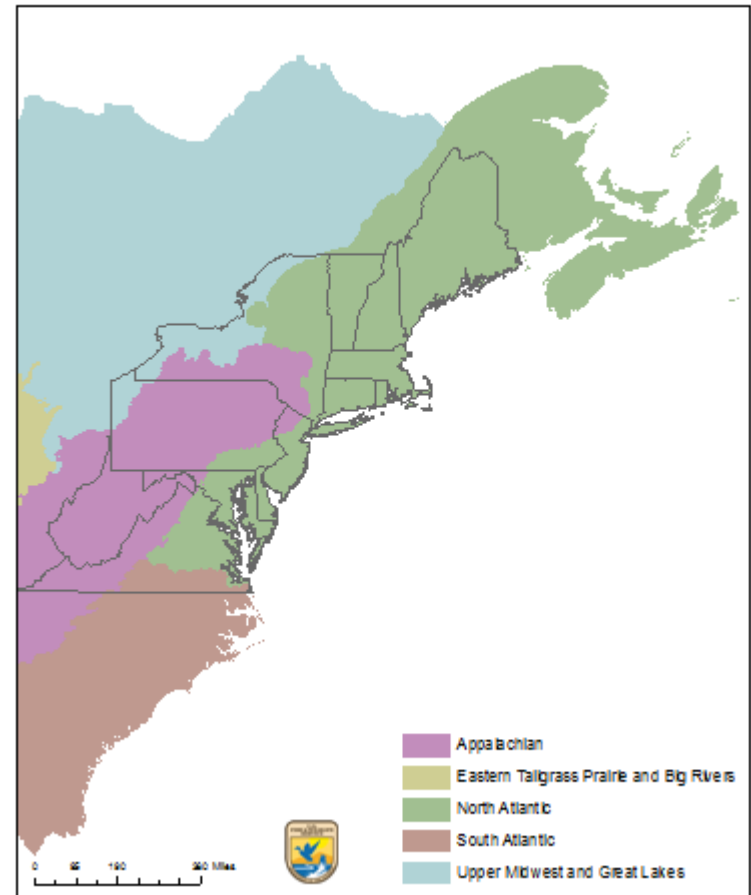 Appalachian
Eastern Tallgrass Prairie and Big Rivers
North Atlantic
South Atlantic
Upper Midwest and Great Lakes
0 95 190 380 Miles